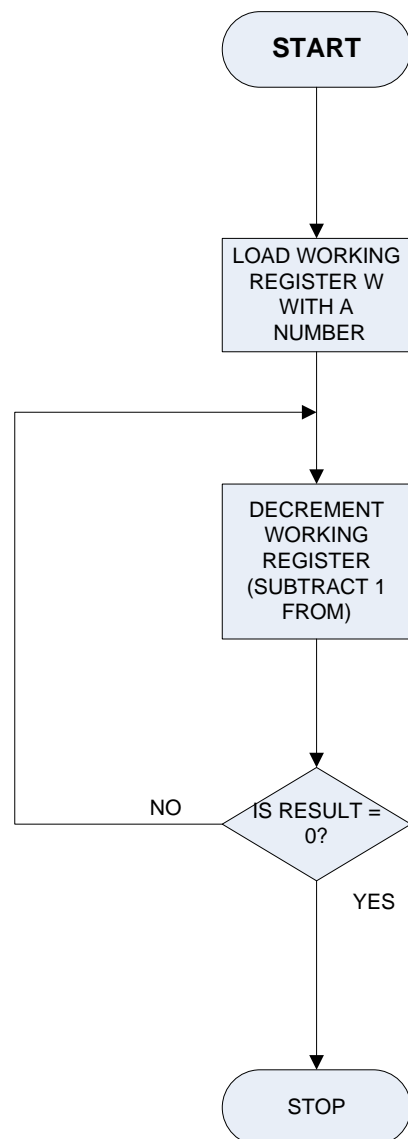 START
LOAD WORKING
REGISTER W
WITH A
NUMBER
DECREMENT
WORKING
REGISTER
(SUBTRACT 1
FROM)
IS RESULT =
0?
NO
YES
STOP